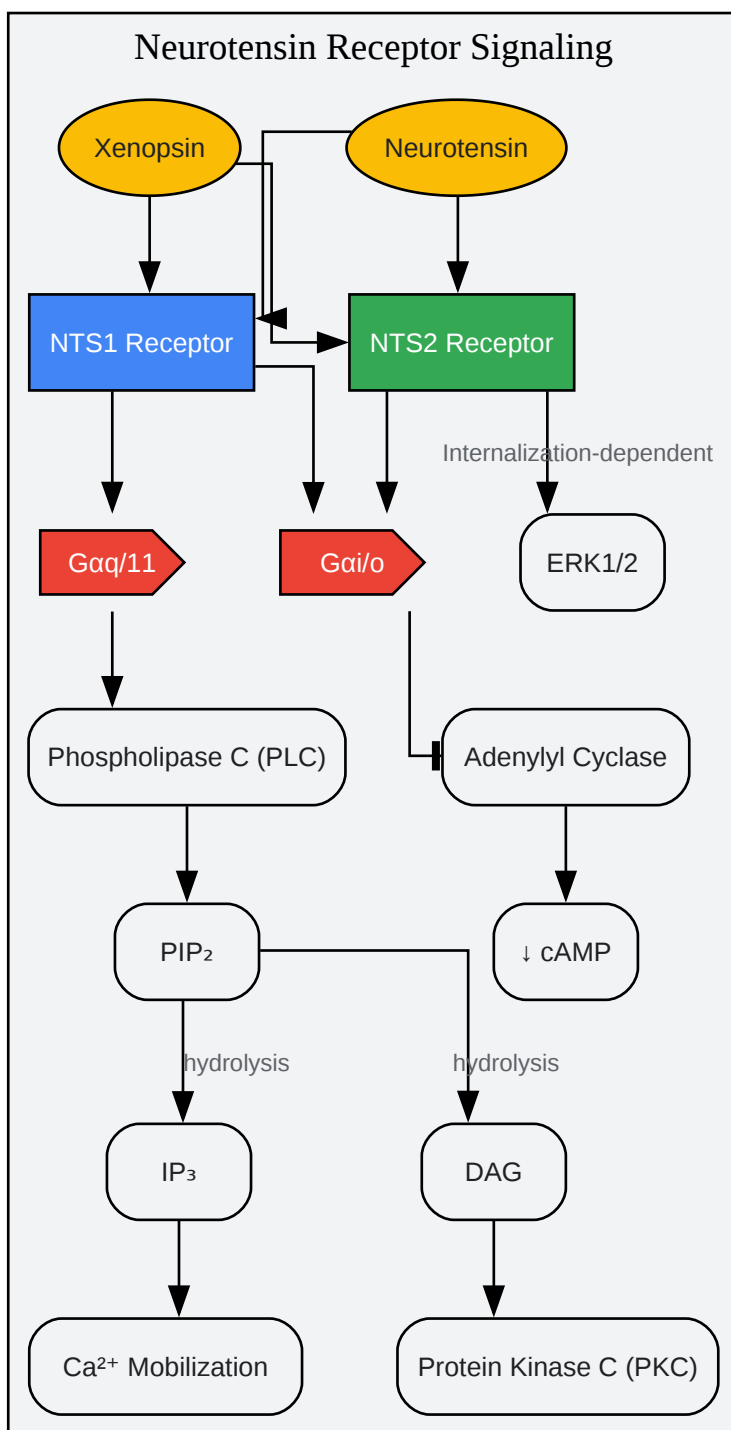 Neurotensin Receptor Signaling
Xenopsin
Neurotensin
NTS1 Receptor
NTS2 Receptor
Internalization-dependent
Gαq/11
Gαi/o
ERK1/2
Phospholipase C (PLC)
Adenylyl Cyclase
PIP₂
↓ cAMP
hydrolysis
hydrolysis
IP₃
DAG
Ca²⁺ Mobilization
Protein Kinase C (PKC)